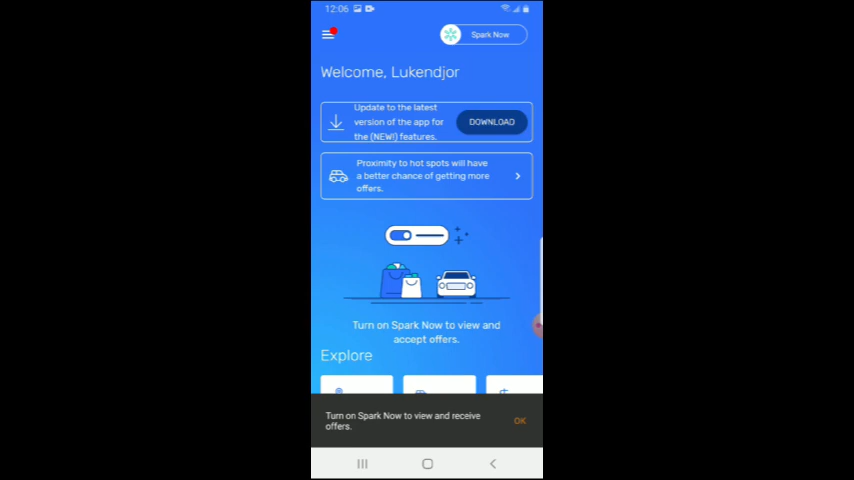 12:06
Spark Now
Welcome, Lukendjor
Update to the latest
version of the app for
the (NEW!) features.
DOWNLOAD
Proximity to hot spots will have
a better chance of getting more
offers.
Turn on Spark Now to view and
accept offers.
Explore
Turn on Spark Now to view and receive
offers.
OK